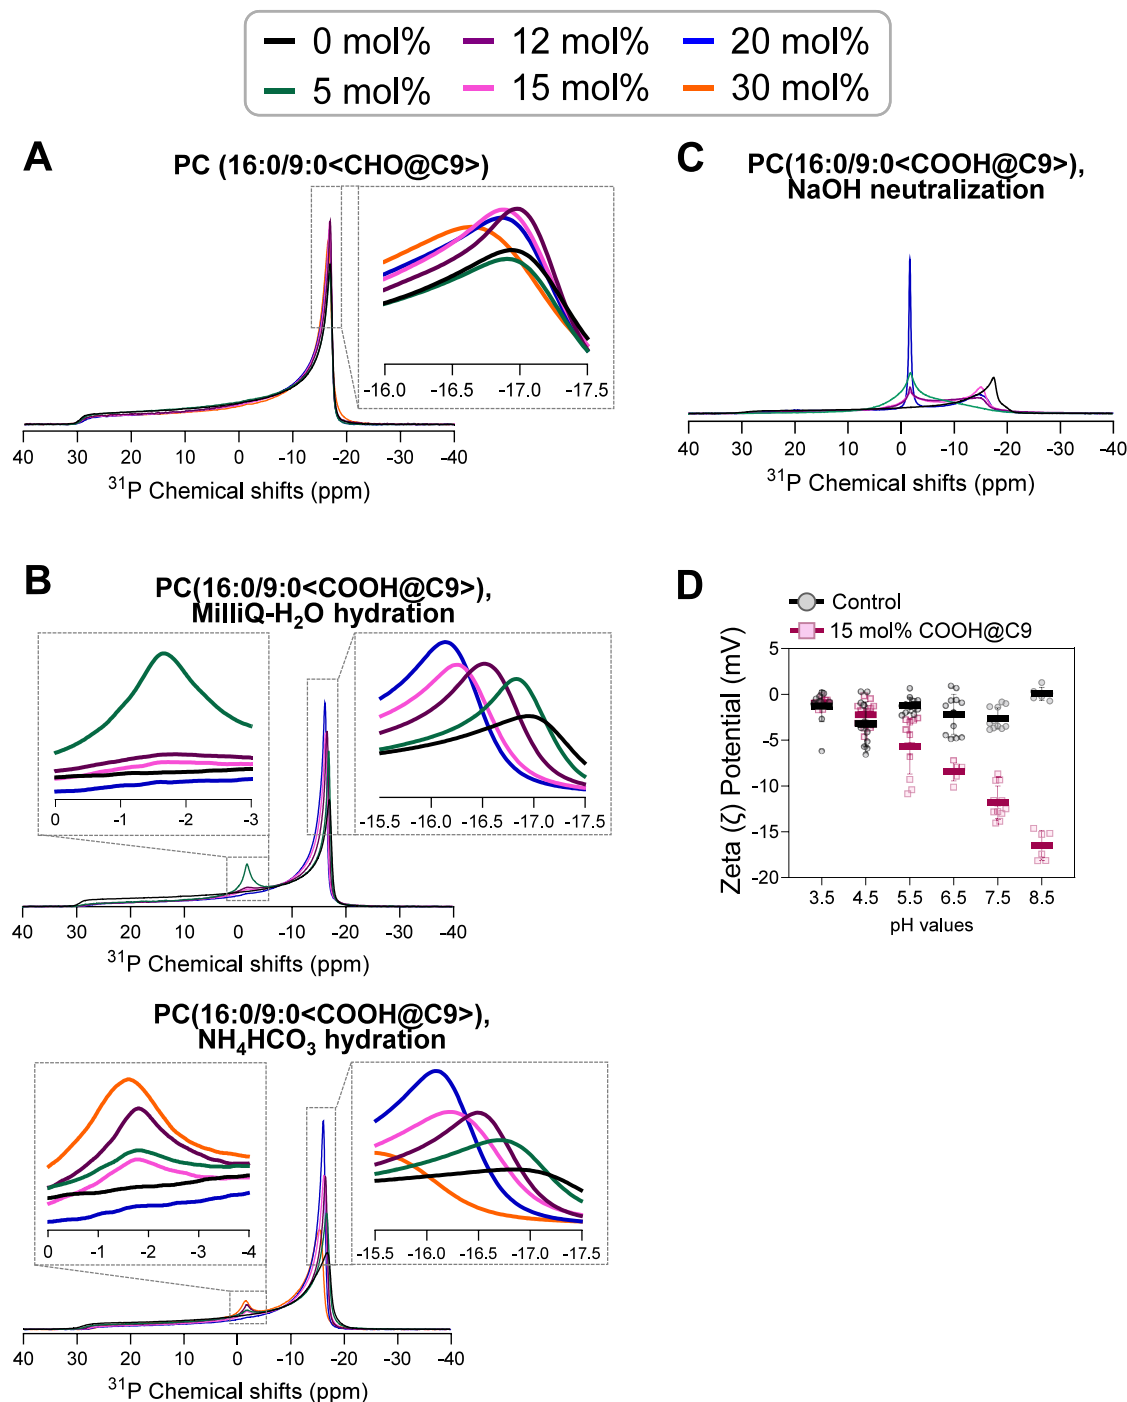 0 mol% 12 mol% 20 mol%
5 mol% 15 mol% 30 mol%
A
PC (16:0/9:0<CHO@C9>)
-16.0 -16.5 -17.0 -17.5
40 30 20 10 0 -10 -20 -30 -40
³¹P Chemical shifts (ppm)
C
PC(16:0/9:0<COOH@C9>),
NaOH neutralization
40 30 20 10 0 -10 -20 -30 -40
³¹P Chemical shifts (ppm)
B
PC(16:0/9:0<COOH@C9>),
MilliQ-H₂O hydration
0 -1 -2 -3
-15.5 -16.0 -16.5 -17.0 -17.5
40 30 20 10 0 -10 -20 -30 -40
³¹P Chemical shifts (ppm)
PC(16:0/9:0<COOH@C9>),
NH₄HCO₃ hydration
0 -1 -2 -3 -4
-15.5 -16.0 -16.5 -17.0 -17.5
40 30 20 10 0 -10 -20 -30 -40
³¹P Chemical shifts (ppm)
D
Control
15 mol% COOH@C9
Zeta (ζ) Potential (mV)
5
0
-5
-10
-15
-20
3.5 4.5 5.5 6.5 7.5 8.5
pH values